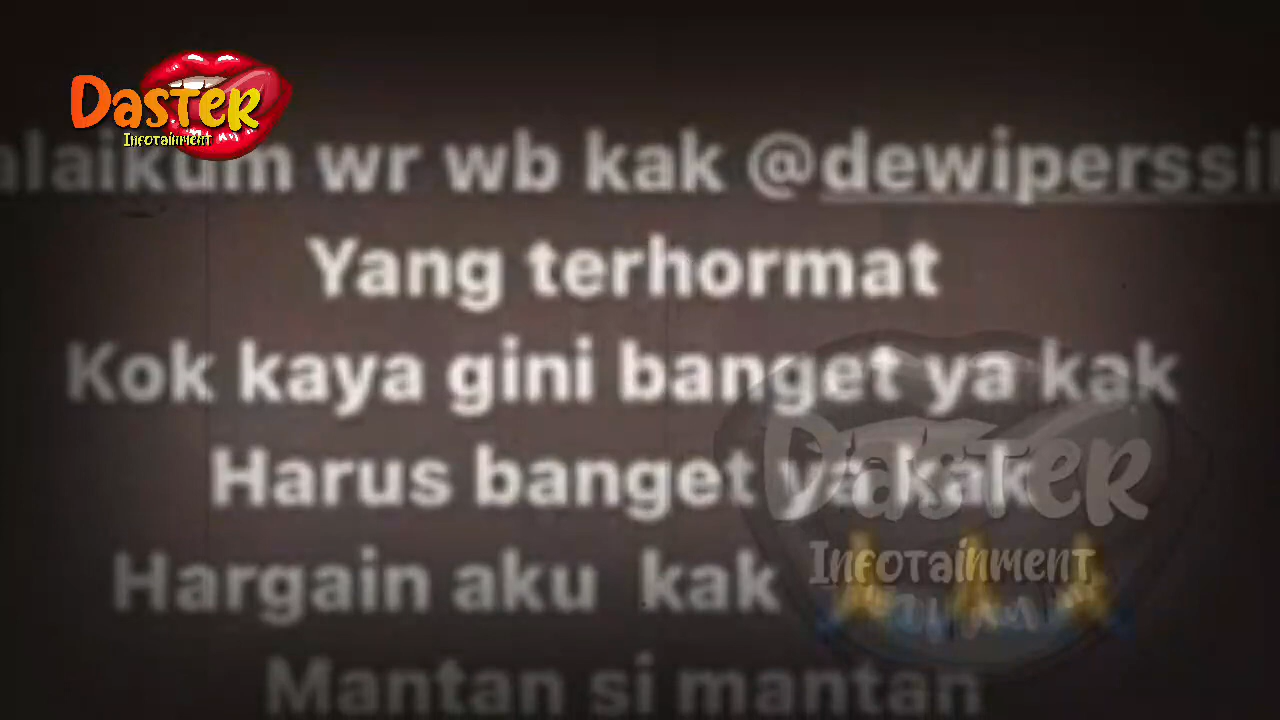 DASTER
INFOTAINMENT
alaikum wr wb kak @dewiperssi
Yang terhormat
Kok kaya gini banget ya kak
Harus banget ya kak
Hargain aku kak 🙏🙏🙏
Mantan si mantan
DASTER
INFOTAINMENT